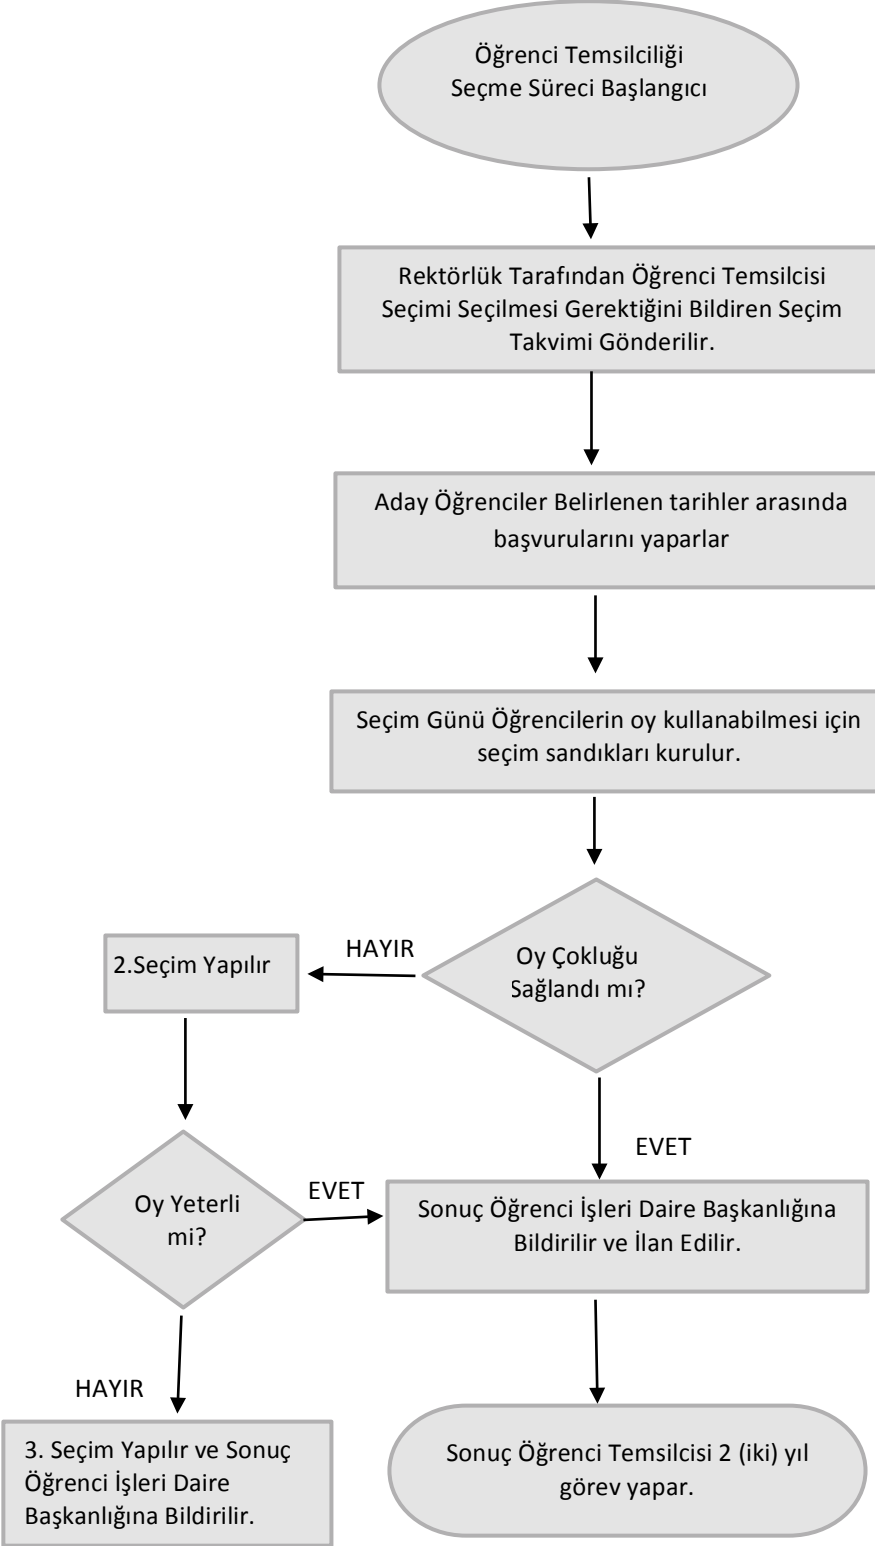 Öğrenci Temsilciliği
Seçme Süreci Başlangıcı
Rektörlük Tarafından Öğrenci Temsilcisi
Seçimi Seçilmesi Gerektiğini Bildiren Seçim
Takvimi Gönderilir.
Aday Öğrenciler Belirlenen tarihler arasında
başvurularını yaparlar
Seçim Günü Öğrencilerin oy kullanabilmesi için
seçim sandıkları kurulur.
Oy Çokluğu
Sağlandı mı?
HAYIR
2.Seçim Yapılır
EVET
Oy Yeterli
mi?
EVET
Sonuç Öğrenci İşleri Daire Başkanlığına
Bildirilir ve İlan Edilir.
HAYIR
3. Seçim Yapılır ve Sonuç
Öğrenci İşleri Daire
Başkanlığına Bildirilir.
Sonuç Öğrenci Temsilcisi 2 (iki) yıl
görev yapar.